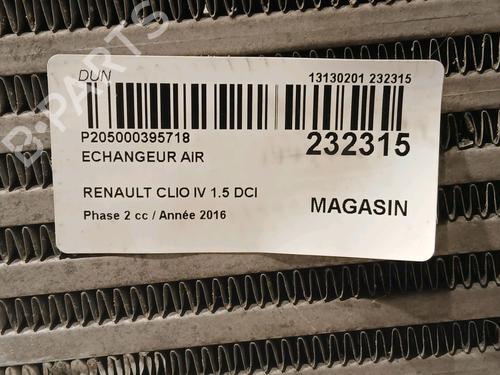 DUN 13130201 232315
P205000395718 232315
ECHANGEUR AIR
RENAULT CLIO IV 1.5 DCI
Phase 2 cc / Année 2016 MAGASIN
B-PARTS